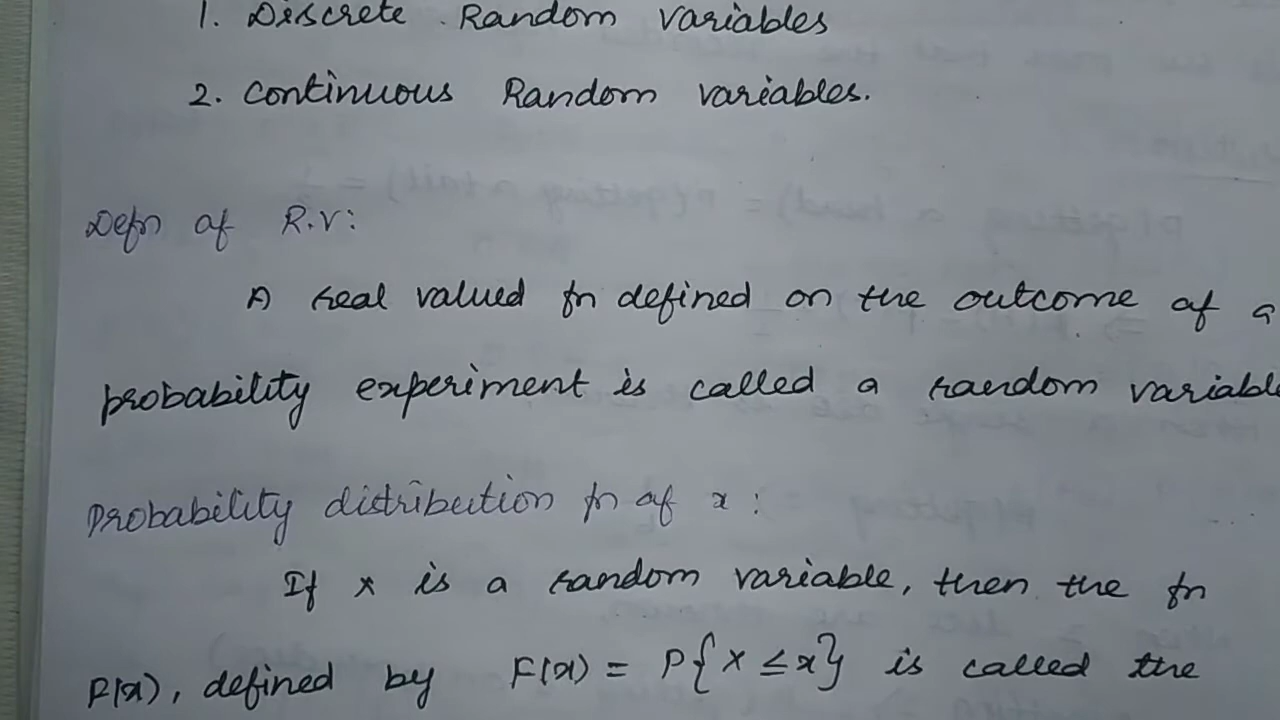 1. Discrete Random Variables
2. Continuous Random variables.
Defn of R.V:
A real valued fn defined on the outcome of a
probability experiment is called a random variable
Probability distribution fn of x:
If x is a random variable, then the fn
F(x), defined by F(x) = P{X ≤ x} is called the